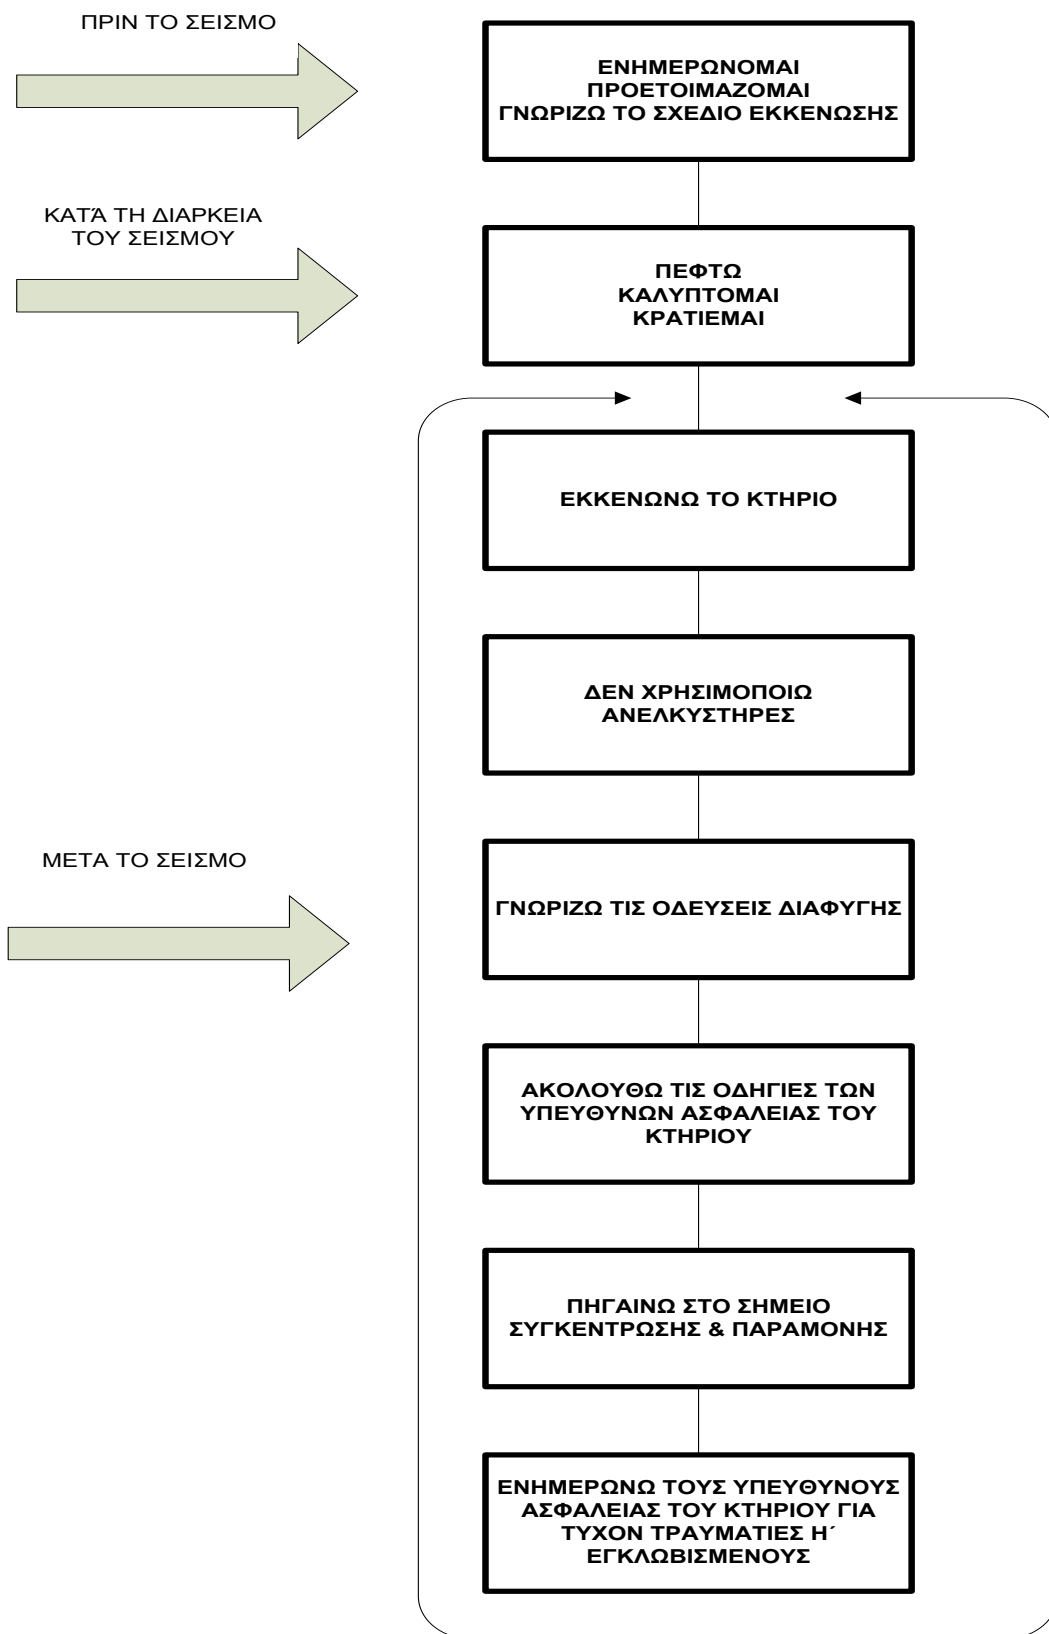 ΠΡΙΝ ΤΟ ΣΕΙΣΜΟ
ΕΝΗΜΕΡΩΝΟΜΑΙ
ΠΡΟΕΤΟΙΜΑΖΟΜΑΙ
ΓΝΩΡΙΖΩ ΤΟ ΣΧΕΔΙΟ ΕΚΚΕΝΩΣΗΣ
ΚΑΤΆ ΤΗ ΔΙΑΡΚΕΙΑ
ΤΟΥ ΣΕΙΣΜΟΥ
ΠΕΦΤΩ
ΚΑΛΥΠΤΟΜΑΙ
ΚΡΑΤΙΕΜΑΙ
ΕΚΚΕΝΩΝΩ ΤΟ ΚΤΗΡΙΟ
ΔΕΝ ΧΡΗΣΙΜΟΠΟΙΩ
ΑΝΕΛΚΥΣΤΗΡΕΣ
ΜΕΤΑ ΤΟ ΣΕΙΣΜΟ
ΓΝΩΡΙΖΩ ΤΙΣ ΟΔΕΥΣΕΙΣ ΔΙΑΦΥΓΗΣ
ΑΚΟΛΟΥΘΩ ΤΙΣ ΟΔΗΓΙΕΣ ΤΩΝ
ΥΠΕΥΘΥΝΩΝ ΑΣΦΑΛΕΙΑΣ ΤΟΥ
ΚΤΗΡΙΟΥ
ΠΗΓΑΙΝΩ ΣΤΟ ΣΗΜΕΙΟ
ΣΥΓΚΕΝΤΡΩΣΗΣ & ΠΑΡΑΜΟΝΗΣ
ΕΝΗΜΕΡΩΝΩ ΤΟΥΣ ΥΠΕΥΘΥΝΟΥΣ
ΑΣΦΑΛΕΙΑΣ ΤΟΥ ΚΤΗΡΙΟΥ ΓΙΑ
ΤΥΧΟΝ ΤΡΑΥΜΑΤΙΕΣ Η΄
ΕΓΚΛΩΒΙΣΜΕΝΟΥΣ